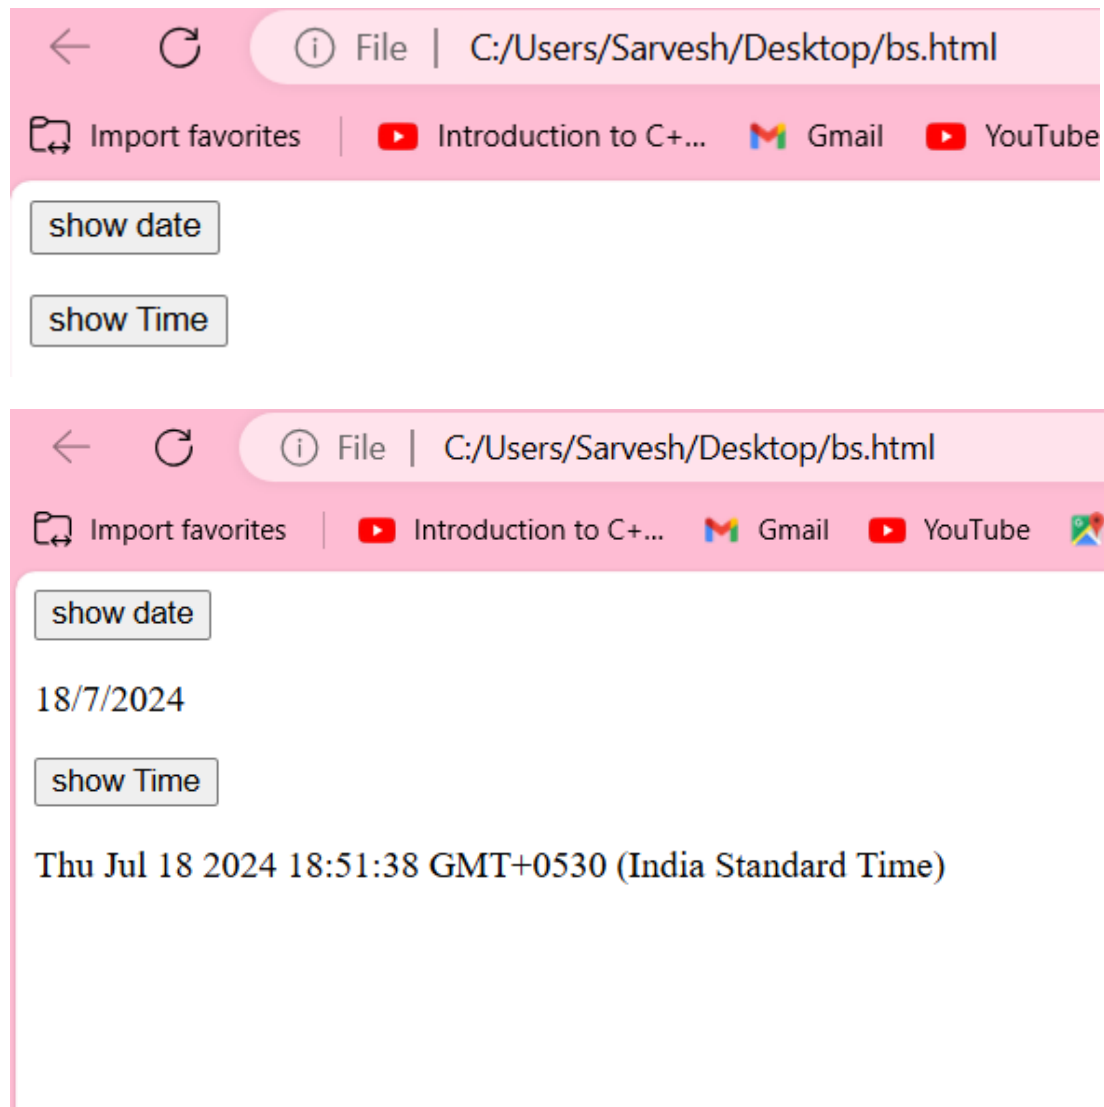 File | C:/Users/Sarvesh/Desktop/bs.html
Import favorites | Introduction to C+... Gmail YouTube
show date
show Time
File | C:/Users/Sarvesh/Desktop/bs.html
Import favorites | Introduction to C+... Gmail YouTube
show date
18/7/2024
show Time
Thu Jul 18 2024 18:51:38 GMT+0530 (India Standard Time)